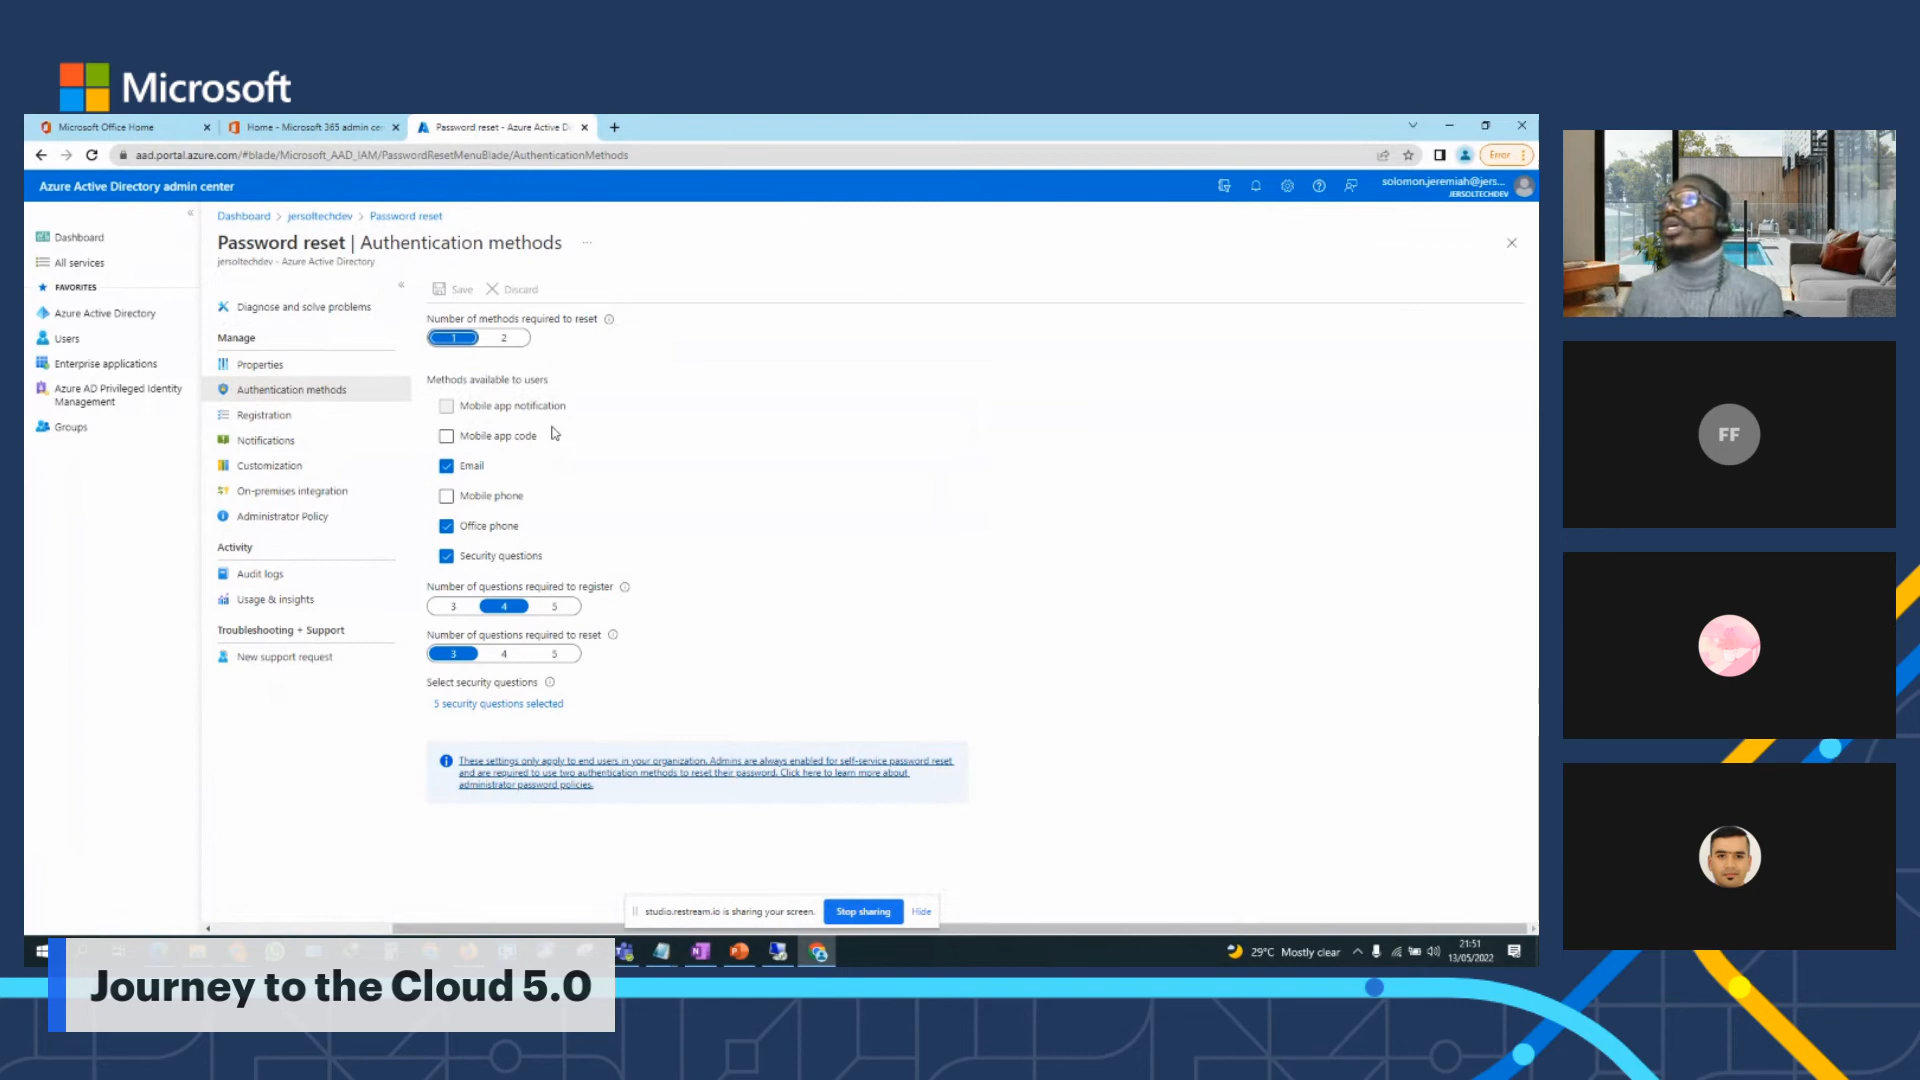 Microsoft
Microsoft Office Home
Home - Microsoft 365 admin cen
Password reset - Azure Active D
aad.portal.azure.com/#blade/Microsoft_AAD_IAM/PasswordResetMenuBlade/AuthenticationMethods
Error
Azure Active Directory admin center
solomon.jeremiah@jers...
JERSOLTECHDEV
Dashboard > jersoltechdev > Password reset
Password reset | Authentication methods ...
jersoltechdev - Azure Active Directory
Dashboard
All services
FAVORITES
Azure Active Directory
Users
Enterprise applications
Azure AD Privileged Identity
Management
Groups
Diagnose and solve problems
Manage
Properties
Authentication methods
Registration
Notifications
Customization
On-premises integration
Administrator Policy
Activity
Audit logs
Usage & insights
Troubleshooting + Support
New support request
Save Discard
Number of methods required to reset
1 2
Methods available to users
Mobile app notification
Mobile app code
Email
Mobile phone
Office phone
Security questions
Number of questions required to register
3 4 5
Number of questions required to reset
3 4 5
Select security questions
5 security questions selected
These settings only apply to end users in your organization. Admins are always enabled for self-service password reset
and are required to use two authentication methods to reset their password. Click here to learn more about
administrator password policies.
studio.restream.io is sharing your screen. Stop sharing Hide
29°C Mostly clear
21:51
13/05/2022
FF
Journey to the Cloud 5.0